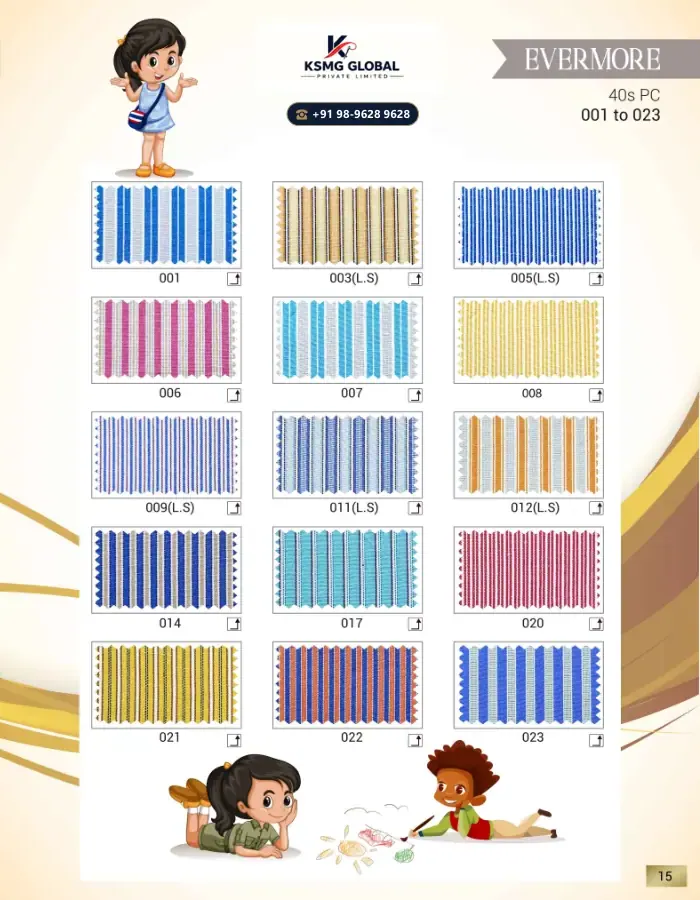 KSMG GLOBAL
PRIVATE LIMITED
+91 98-9628 9628
EVERMORE
40s PC
001 to 023
001
003(L.S)
005(L.S)
006
007
008
009(L.S)
011(L.S)
012(L.S)
014
017
020
021
022
023
15